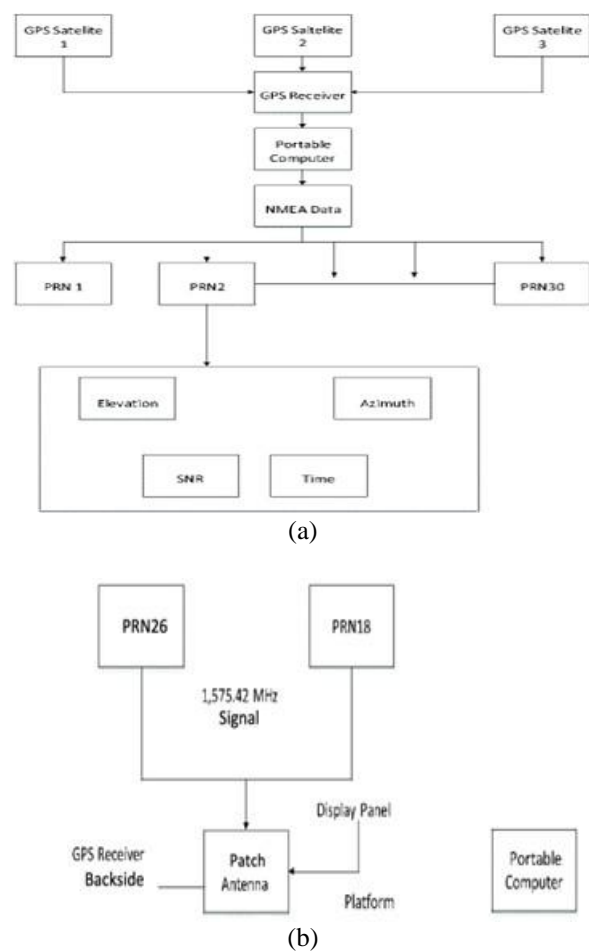 GPS Satelite
1
GPS Saltelite
2
GPS Satelite
3
GPS Receiver
Portable
Computer
NMEA Data
PRN 1
PRN2
PRN30
Elevation
Azimuth
SNR
Time
(a)
PRN26
PRN18
1,575.42 MHz
Signal
Display Panel
GPS Receiver
Backside
Patch
Antenna
Platform
Portable
Computer
(b)